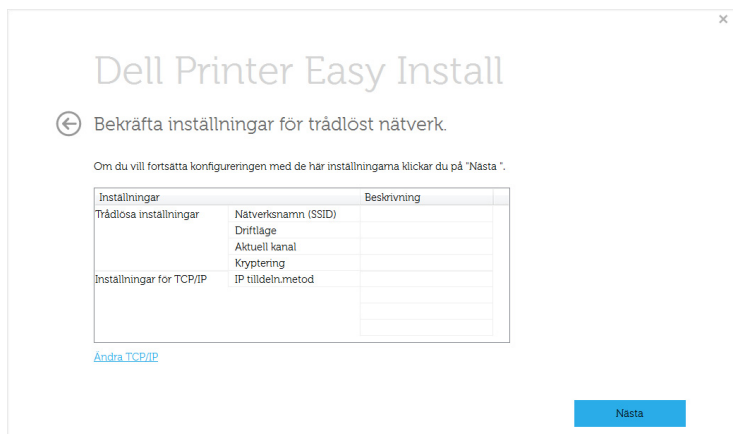 Dell Printer Easy Install
Bekräfta inställningar för trådlöst nätverk.
Om du vill fortsätta konfigureringen med de här inställningarna klickar du på "Nästa ".
Inställningar Beskrivning
Trådlösa inställningar Nätverksnamn (SSID)
Driftläge
Aktuell kanal
Kryptering
Inställningar för TCP/IP IP tilldeln.metod
Ändra TCP/IP
Nästa